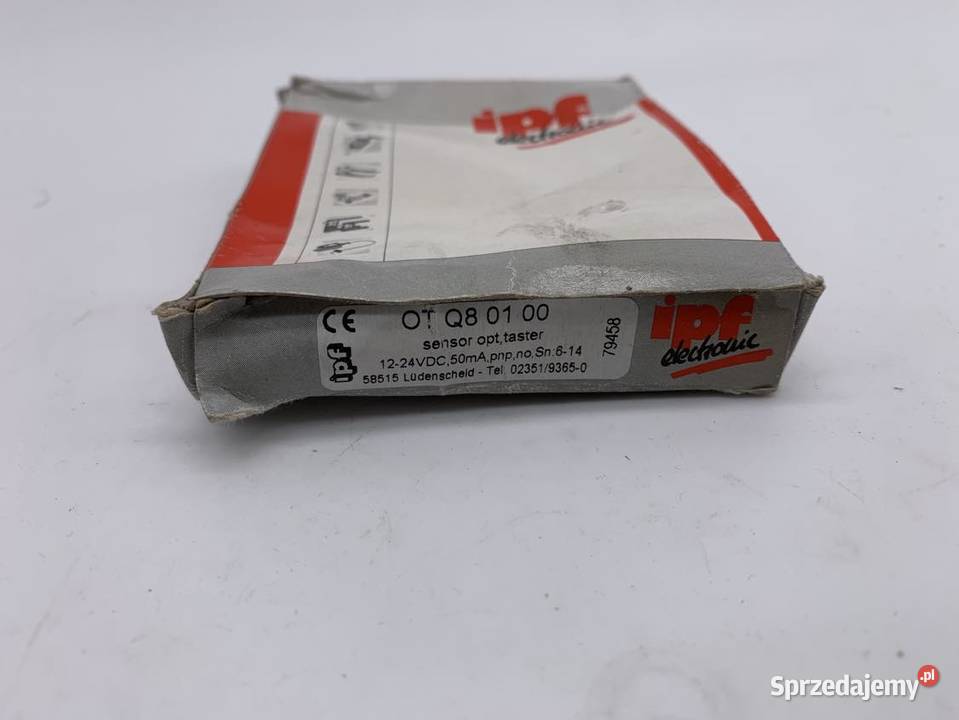 ipf
electronic
CE
OT Q8 01 00
sensor opt,taster
12-24VDC,50mA,pnp,no,Sn:6-14
58515 Lüdenscheid - Tel. 02351/9365-0
ipf
79458
ipf
electronic
Sprzedajemy.pl